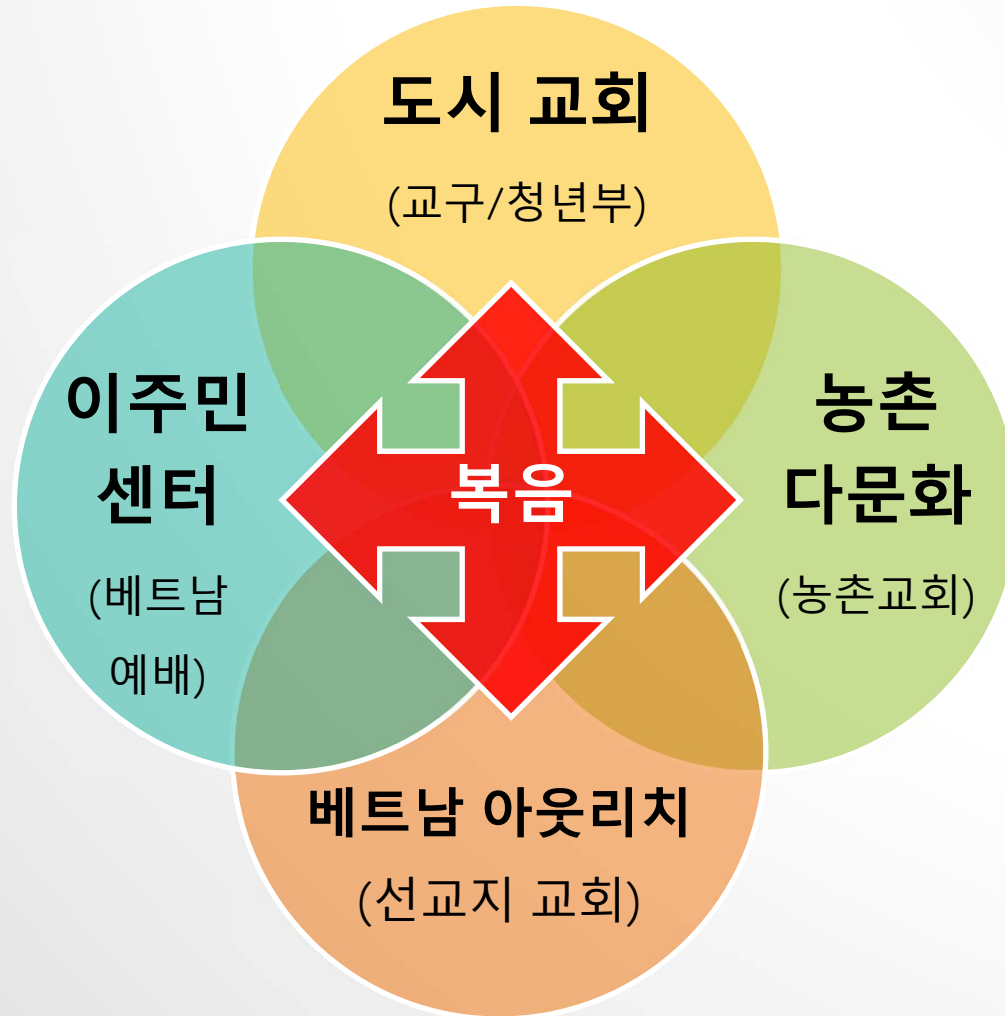 도시 교회
(교구/청년부)
이주민
센터
(베트남
예배)
복음
농촌
다문화
(농촌교회)
베트남 아웃리치
(선교지 교회)